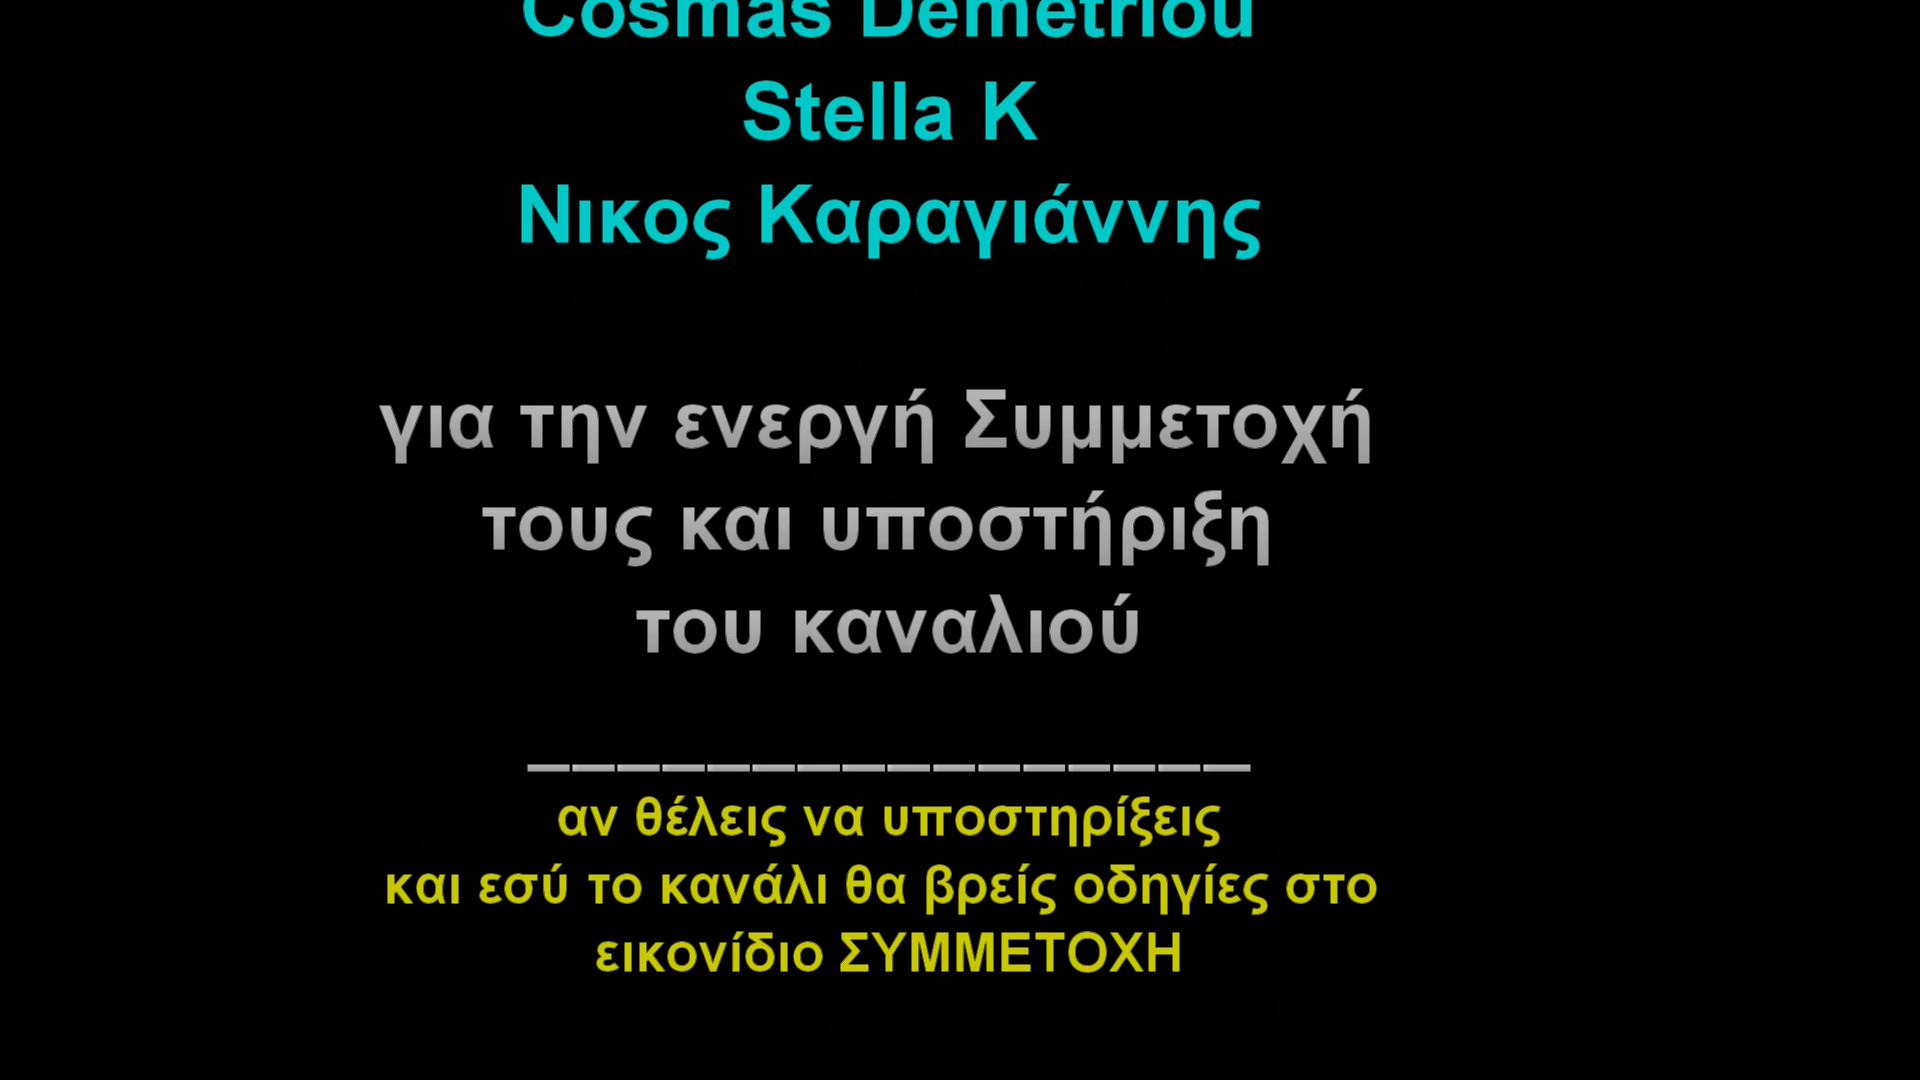 Cosmas Demetriou
Stella K
Νικος Καραγιάννης
για την ενεργή Συμμετοχή
τους και υποστήριξη
του καναλιού
________________
αν θέλεις να υποστηρίξεις
και εσύ το κανάλι θα βρείς οδηγίες στο
εικονίδιο ΣΥΜΜΕΤΟΧΗ